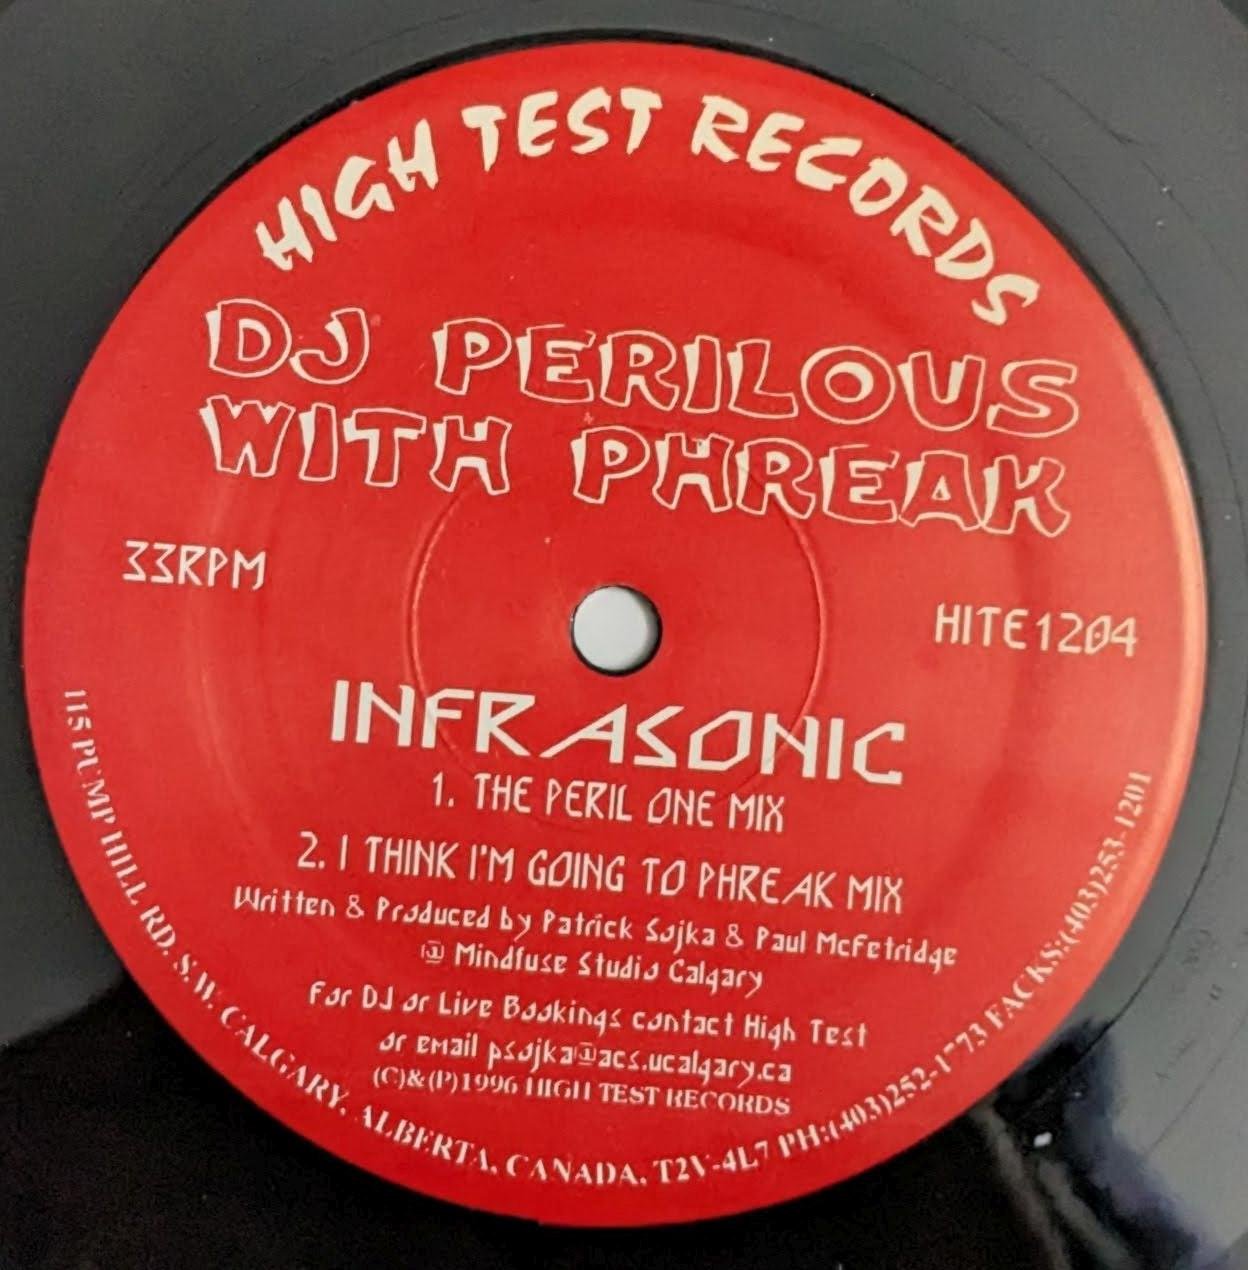 HIGH TEST RECORDS
DJ PERILOUS
WITH PHREAK
33RPM
HITE1204
INFRASONIC
1. THE PERIL ONE MIX
2. I THINK I'M GOING TO PHREAK MIX
Written & Produced by Patrick Sojka & Paul McFetridge
@ Mindfuse Studio Calgary
For DJ or Live Bookings contact High Test
or email psojka@acs.ucalgary.ca
(C)&(P)1996 HIGH TEST RECORDS
115 PUMP HILL RD. S.W. CALGARY, ALBERTA, CANADA, T2V-4L7 PH:(403)252-1773 FACKS:(403)253-1201